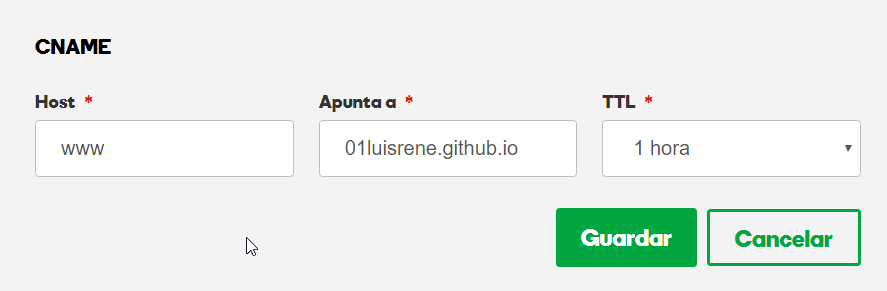 CNAME
Host * Apunta a * TTL *
www 01luisrene.github.io 1 hora
Guardar Cancelar